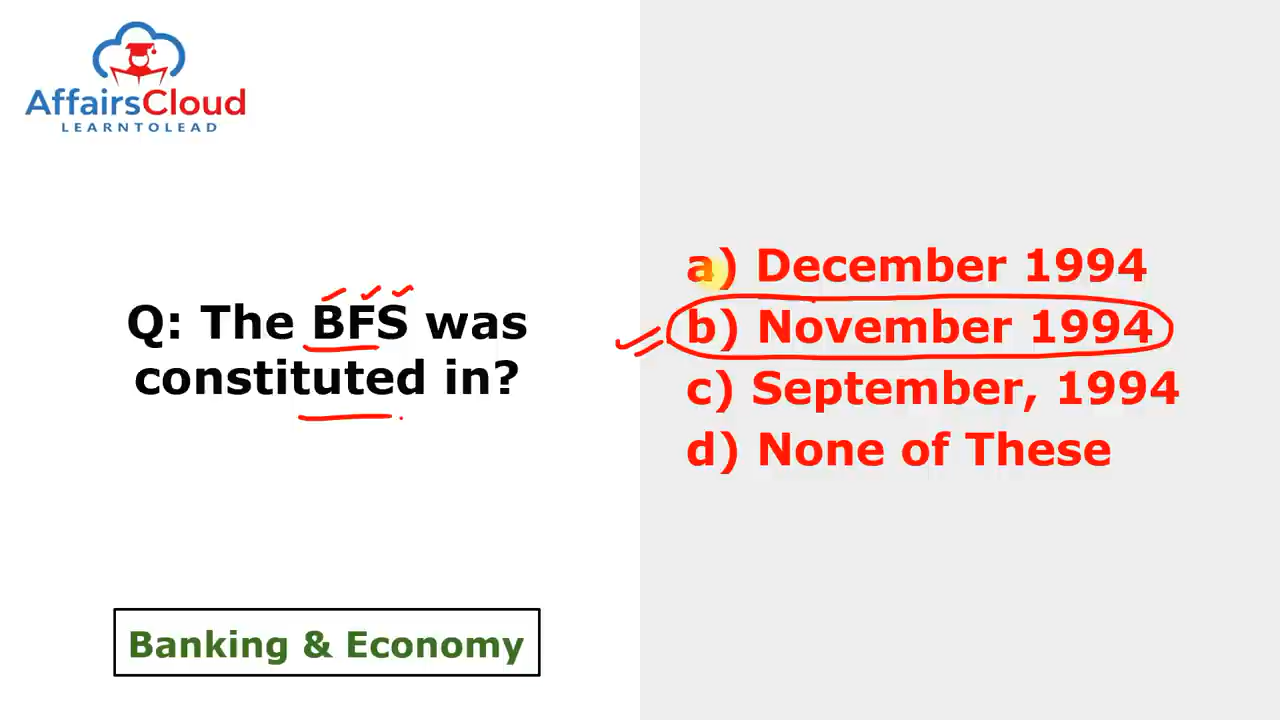 AffairsCloud
LEARNTOLEAD
Q: The BFS was
constituted in?
a) December 1994
b) November 1994
c) September, 1994
d) None of These
Banking & Economy